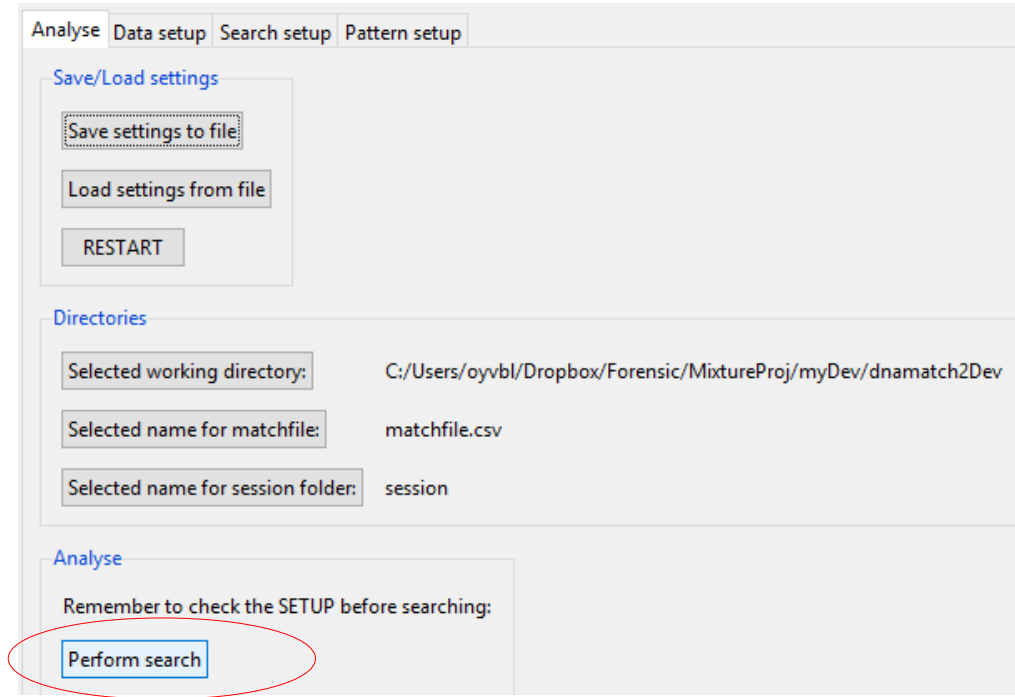 Analyse Data setup Search setup Pattern setup
Save/Load settings
Save settings to file
Load settings from file
RESTART
Directories
Selected working directory: C:/Users/oyvbl/Dropbox/Forensic/MixtureProj/myDev/dnamatch2Dev
Selected name for matchfile: matchfile.csv
Selected name for session folder: session
Analyse
Remember to check the SETUP before searching:
Perform search